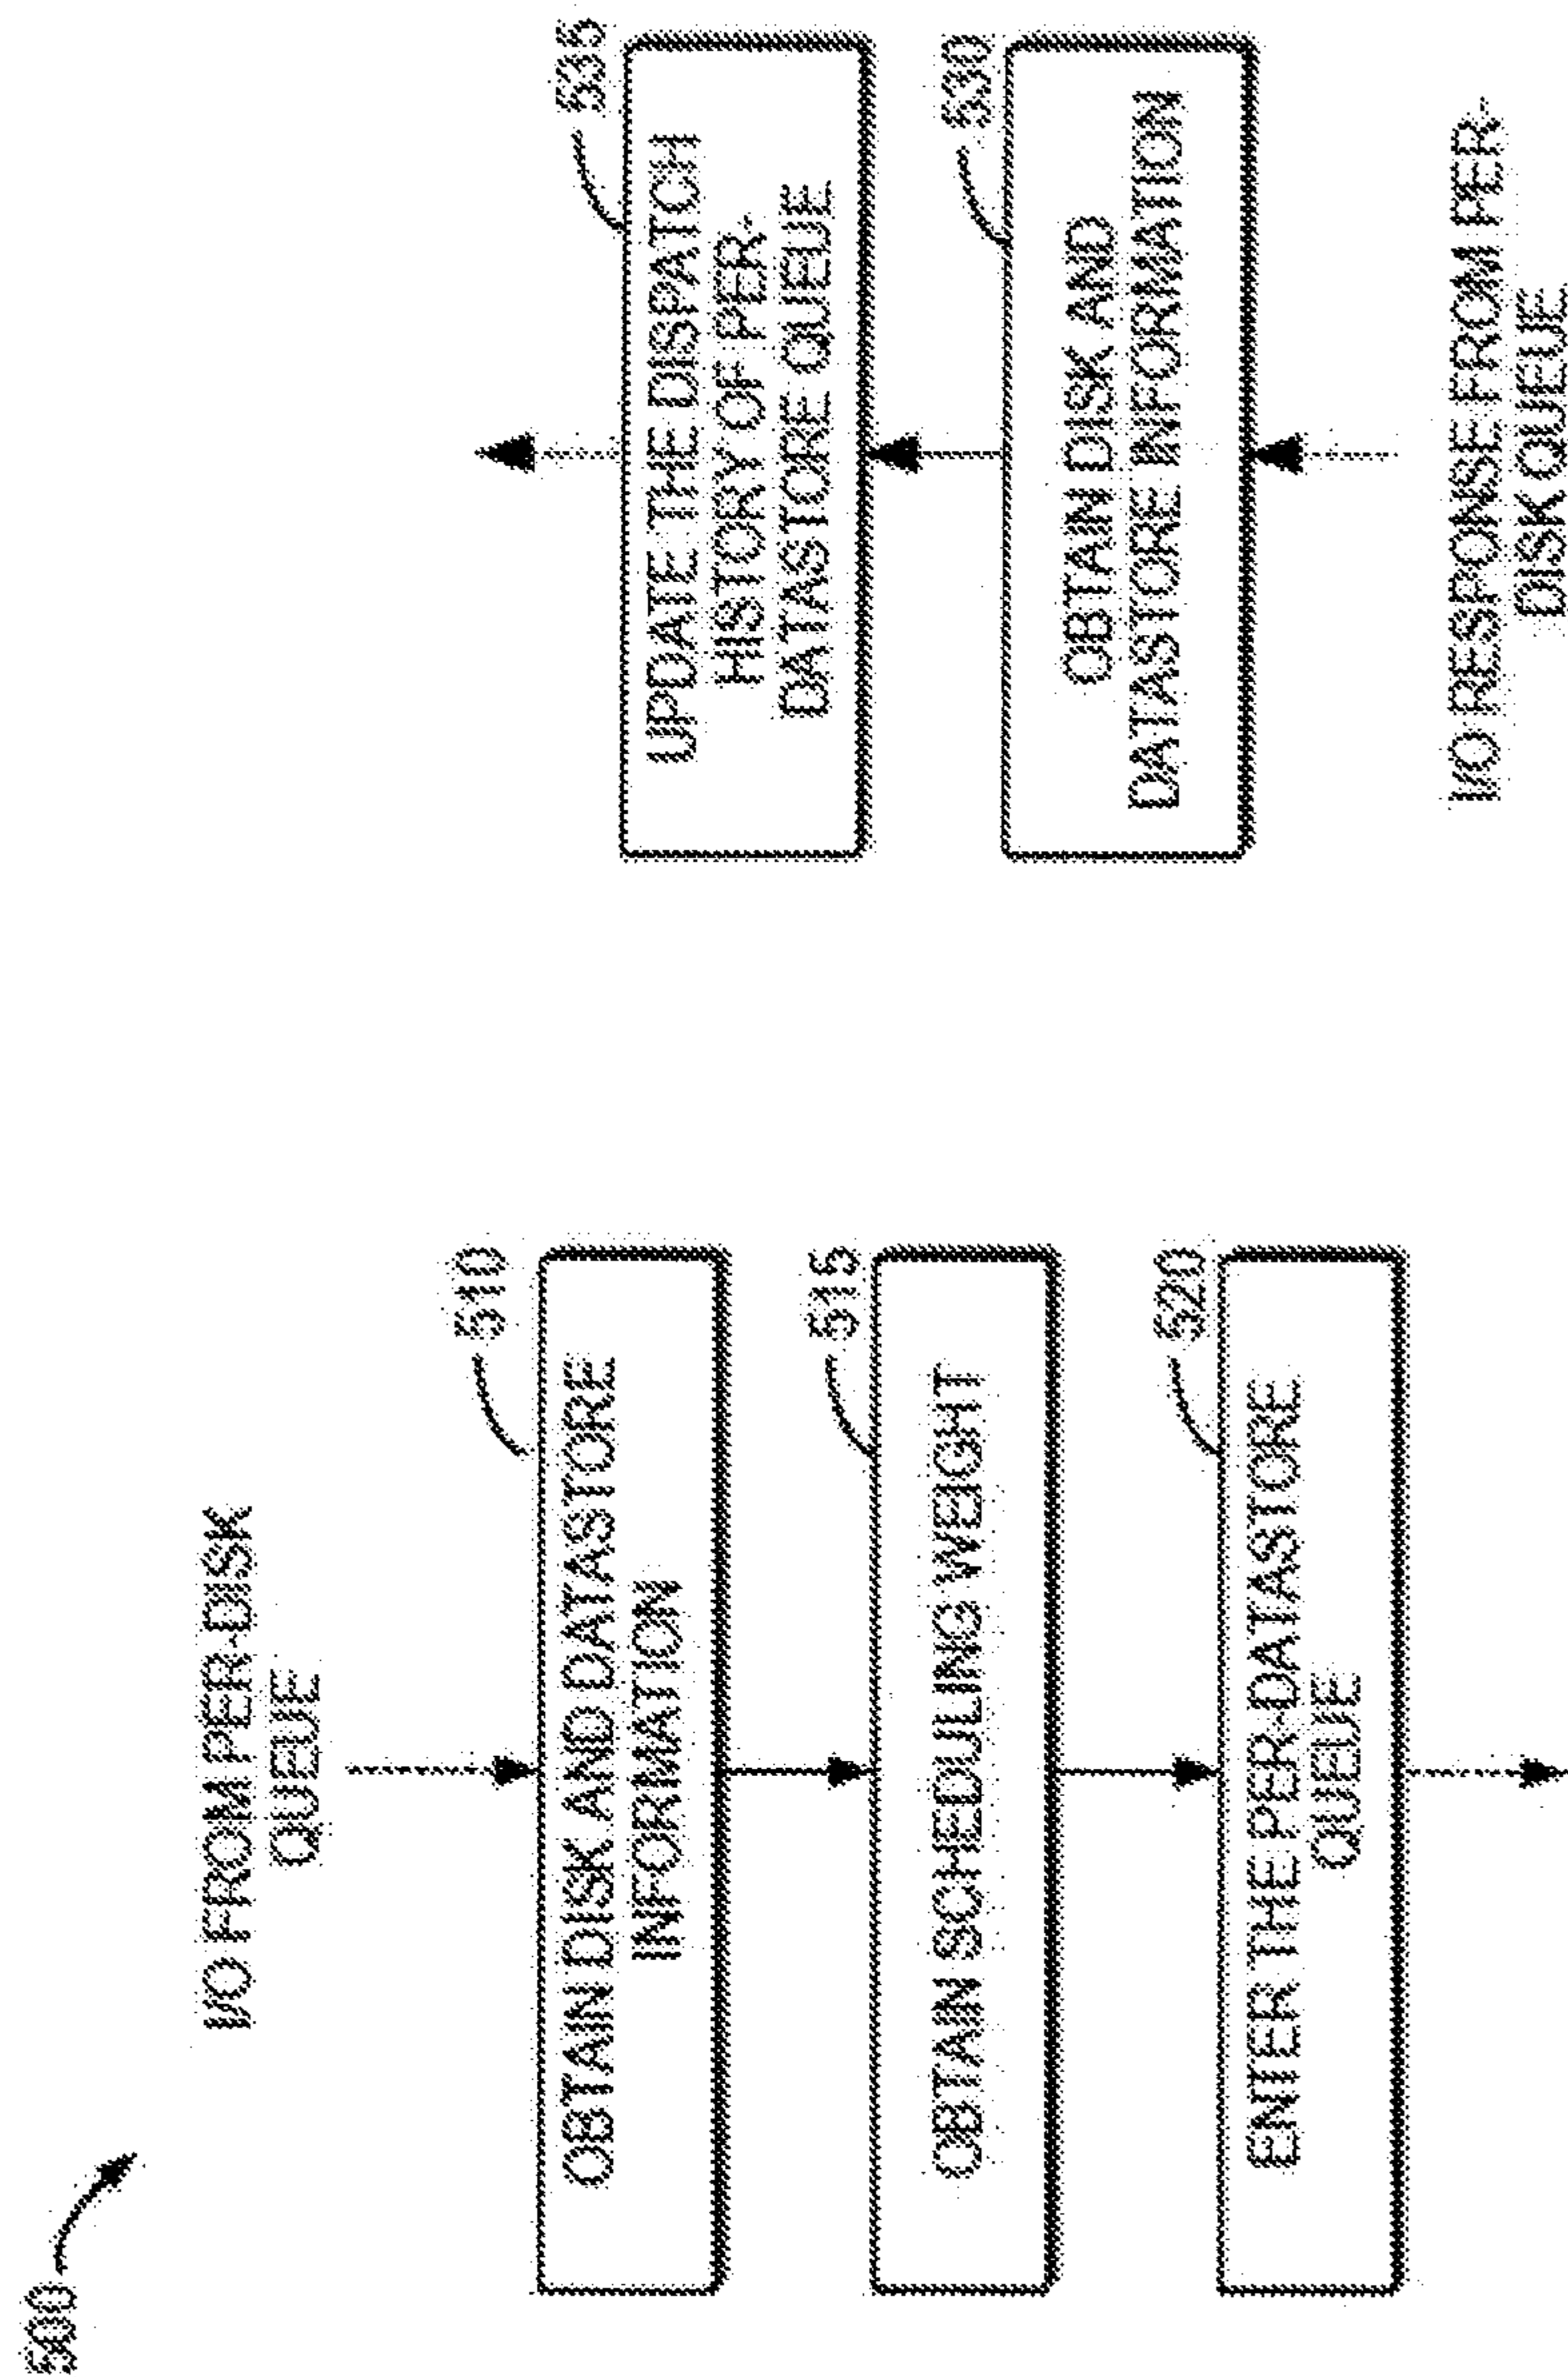 500
I/O FROM PER-DISK
QUEUE
510
OBTAIN DISK AND DATASTORE
INFORMATION
515
OBTAIN SCHEDULING WEIGHT
520
ENTER THE PER-DATASTORE
QUEUE
535
UPDATE THE DISPATCH
HISTORY OF PER-
DATASTORE QUEUE
530
OBTAIN DISK AND
DATASTORE INFORMATION
I/O RESPONSE FROM PER-
DISK QUEUE